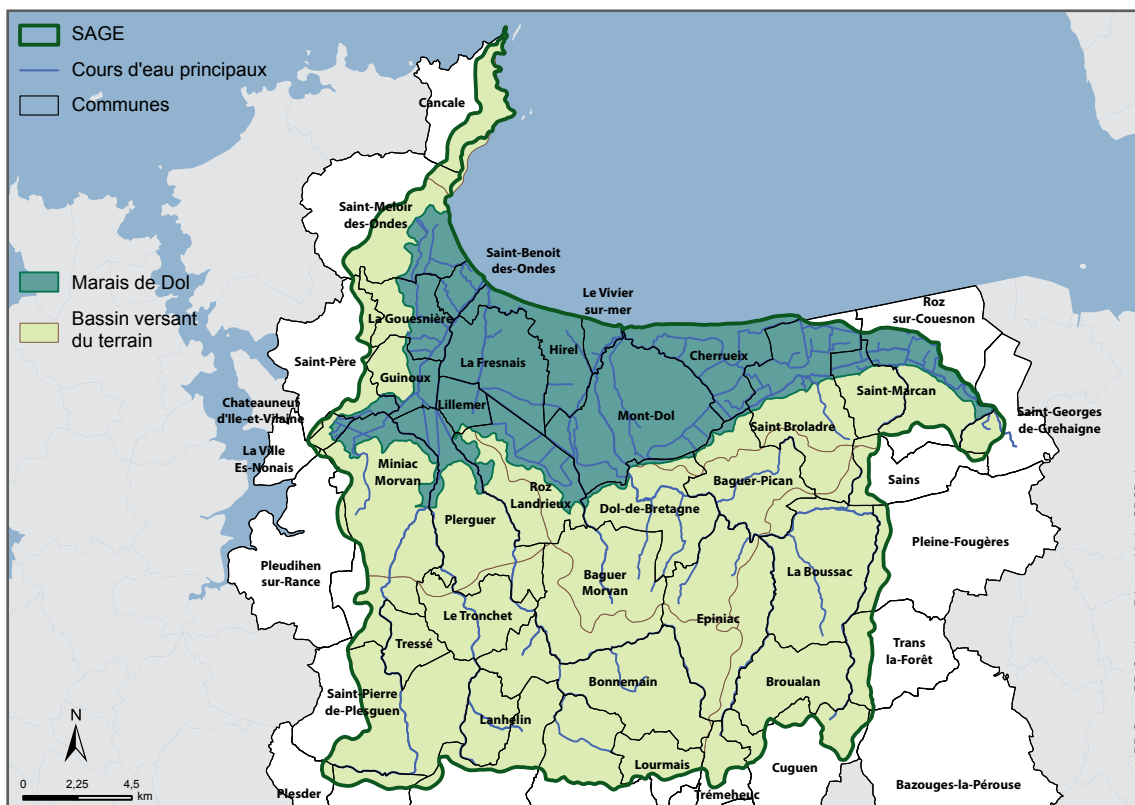 SAGE
Cours d'eau principaux
Communes
Marais de Dol
Bassin versant
du terrain
Cancale
Saint-Meloir
des-Ondes
Saint-Benoit
des-Ondes
Le Vivier
sur-mer
Roz
sur-Couesnon
La Gouesnière
Hirel
Cherrueix
Saint-Père
La Fresnais
Guinoux
Saint-Marcan
Chateauneuf
d'Ile-et-Vilaine
Lillemer
Mont-Dol
Saint-Georges
de-Grehaigne
Saint Broladre
La Ville
Es-Nonais
Miniac
Morvan
Roz
Landrieux
Baguer-Pican
Sains
Dol-de-Bretagne
Plerguer
Pleine-Fougères
Pleudihen
sur-Rance
Baguer
Morvan
La Boussac
Le Tronchet
Epiniac
Tressé
Trans
la-Forêt
Bonnemain
Broualan
Saint-Pierre
de-Plesguen
Lanhelin
Lourmais
Cuguen
Plesder
Trémeheuc
Bazouges-la-Pérouse
N
0 2,25 4,5
km